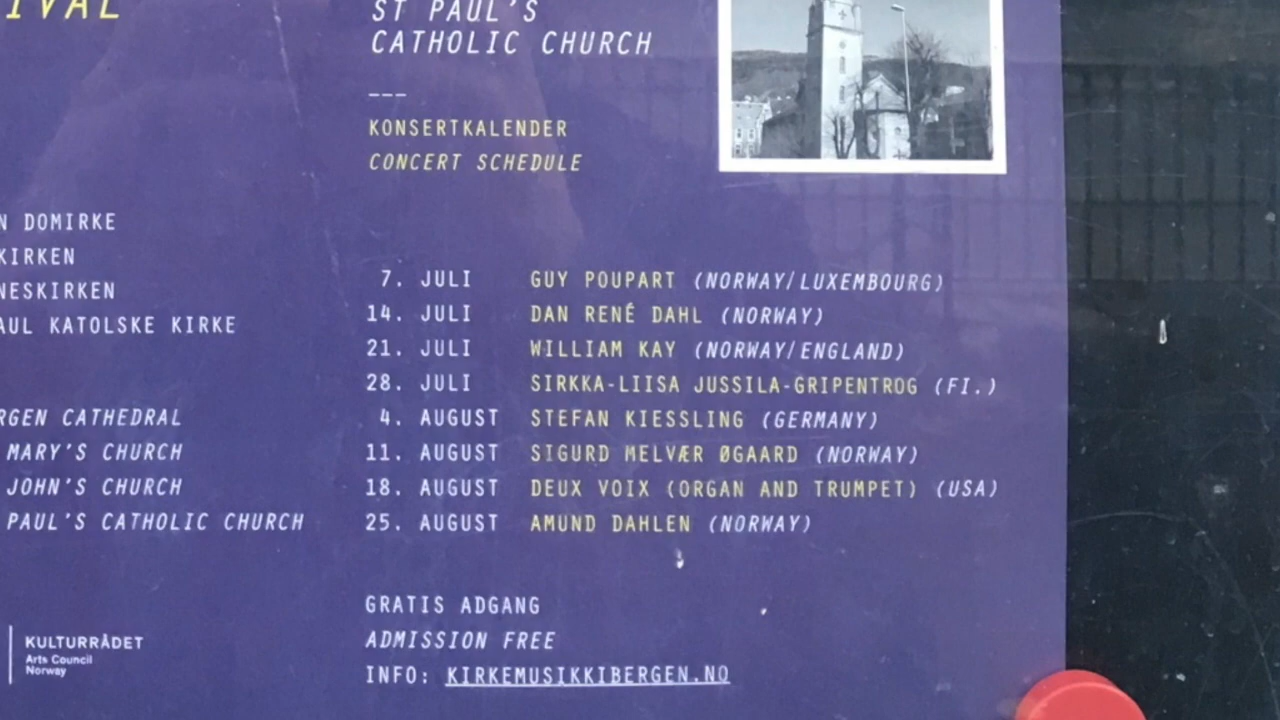 IVAL
N DOMIRKE
KIRKEN
NESKIRKEN
AUL KATOLSKE KIRKE
RGEN CATHEDRAL
MARY'S CHURCH
JOHN'S CHURCH
PAUL'S CATHOLIC CHURCH
KULTURRÅDET
Arts Council
Norway
ST PAUL'S
CATHOLIC CHURCH
———
KONSERTKALENDER
CONCERT SCHEDULE
7. JULI GUY POUPART (NORWAY/LUXEMBOURG)
14. JULI DAN RENÉ DAHL (NORWAY)
21. JULI WILLIAM KAY (NORWAY/ENGLAND)
28. JULI SIRKKA-LIISA JUSSILA-GRIPENTROG (FI.)
4. AUGUST STEFAN KIESSLING (GERMANY)
11. AUGUST SIGURD MELVÆR ØGAARD (NORWAY)
18. AUGUST DEUX VOIX (ORGAN AND TRUMPET) (USA)
25. AUGUST AMUND DAHLEN (NORWAY)
GRATIS ADGANG
ADMISSION FREE
INFO: KIRKEMUSIKKIBERGEN.NO